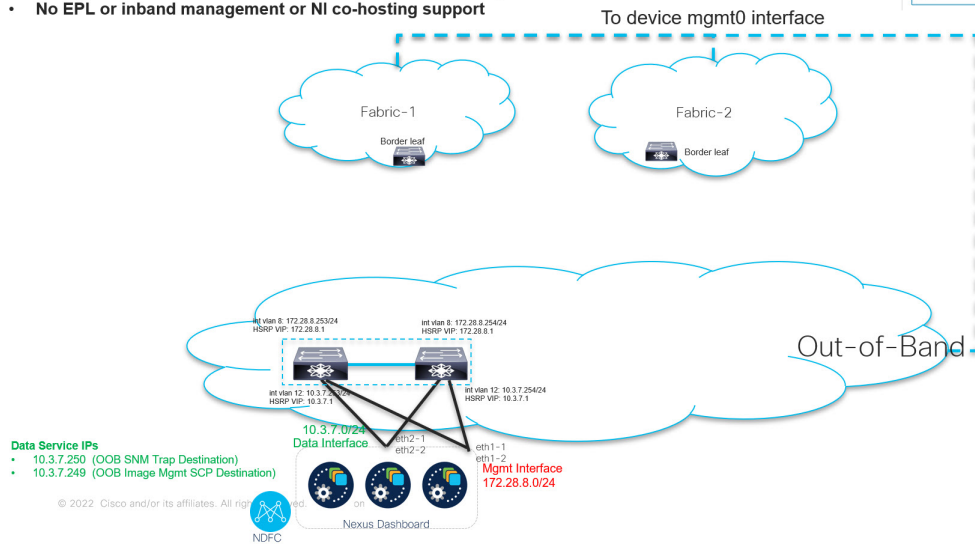 • No EPL or inband management or NI co-hosting support
To device mgmt0 interface
Fabric-1
Border leaf
Fabric-2
Border leaf
int vlan 8: 172.28.8.253/24
HSRP VIP: 172.28.8.1
int vlan 8: 172.28.8.254/24
HSRP VIP: 172.28.8.1
Out-of-Band
int vlan 12: 10.3.7.253/24
HSRP VIP: 10.3.7.1
int vlan 12: 10.3.7.254/24
HSRP VIP: 10.3.7.1
10.3.7.0/24
Data Interface
eth2-1
eth2-2
eth1-1
eth1-2
Mgmt Interface
172.28.8.0/24
Data Service IPs
• 10.3.7.250 (OOB SNM Trap Destination)
• 10.3.7.249 (OOB Image Mgmt SCP Destination)
© 2022 Cisco and/or its affiliates. All
Nexus Dashboard
NDFC